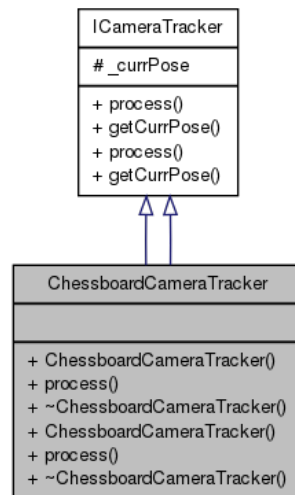 ICameraTracker
# _currPose
+ process()
+ getCurrPose()
+ process()
+ getCurrPose()
ChessboardCameraTracker
+ ChessboardCameraTracker()
+ process()
+ ~ChessboardCameraTracker()
+ ChessboardCameraTracker()
+ process()
+ ~ChessboardCameraTracker()